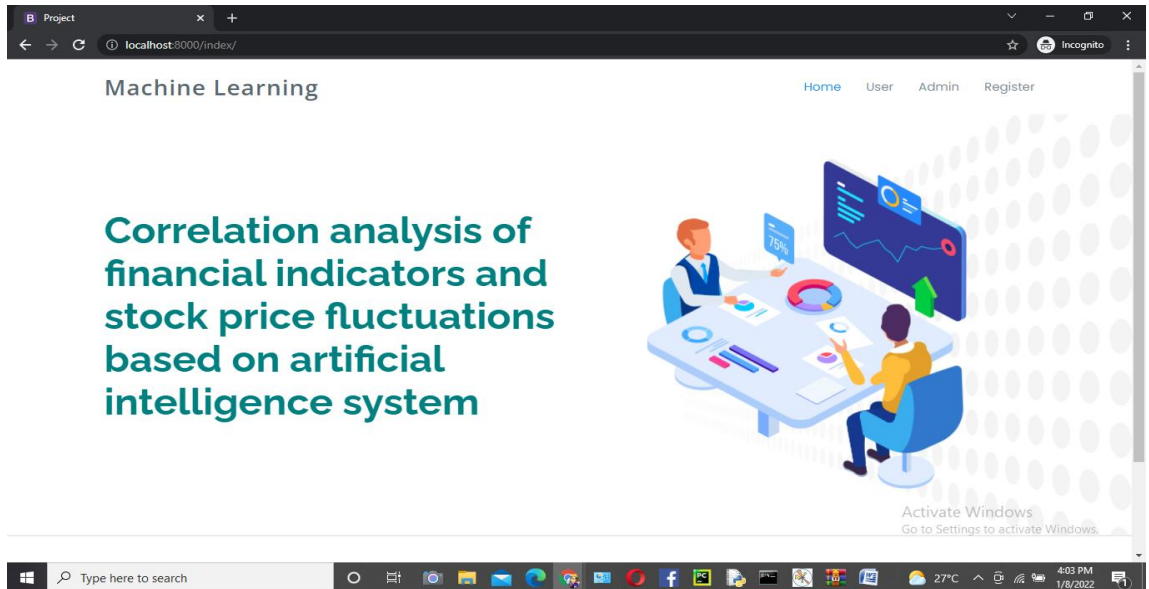 Project
localhost:8000/index/
Incognito
Machine Learning
Home User Admin Register
Correlation analysis of
financial indicators and
stock price fluctuations
based on artificial
intelligence system
75%
Activate Windows
Go to Settings to activate Windows.
Type here to search
27°C
4:03 PM
1/8/2022